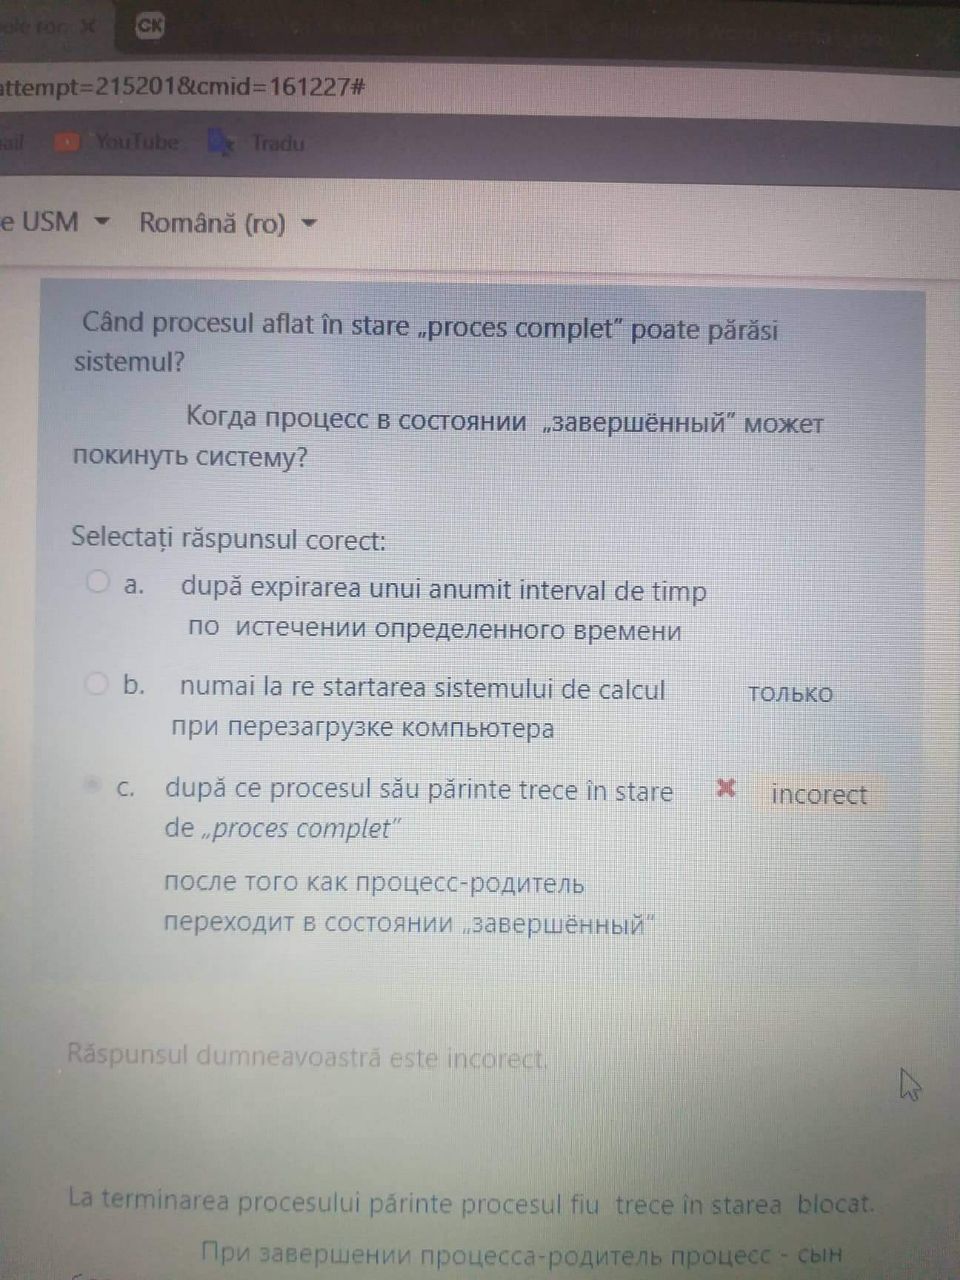 CK
attempt=215201&cmid=161227#
ail YouTube Tradu
e USM Română (ro)
Când procesul aflat în stare „proces complet” poate părăsi
sistemul?
Когда процесс в состоянии „завершённый” может
покинуть систему?
Selectați răspunsul corect:
a. după expirarea unui anumit interval de timp
по истечении определенного времени
b. numai la re startarea sistemului de calcul только
при перезагрузке компьютера
c. după ce procesul său părinte trece în stare incorect
de „proces complet”
после того как процесс-родитель
переходит в состоянии „завершённый”
Răspunsul dumneavoastră este incorect.
La terminarea procesului părinte procesul fiu trece în starea blocat.
При завершении процесса-родитель процесс - сын